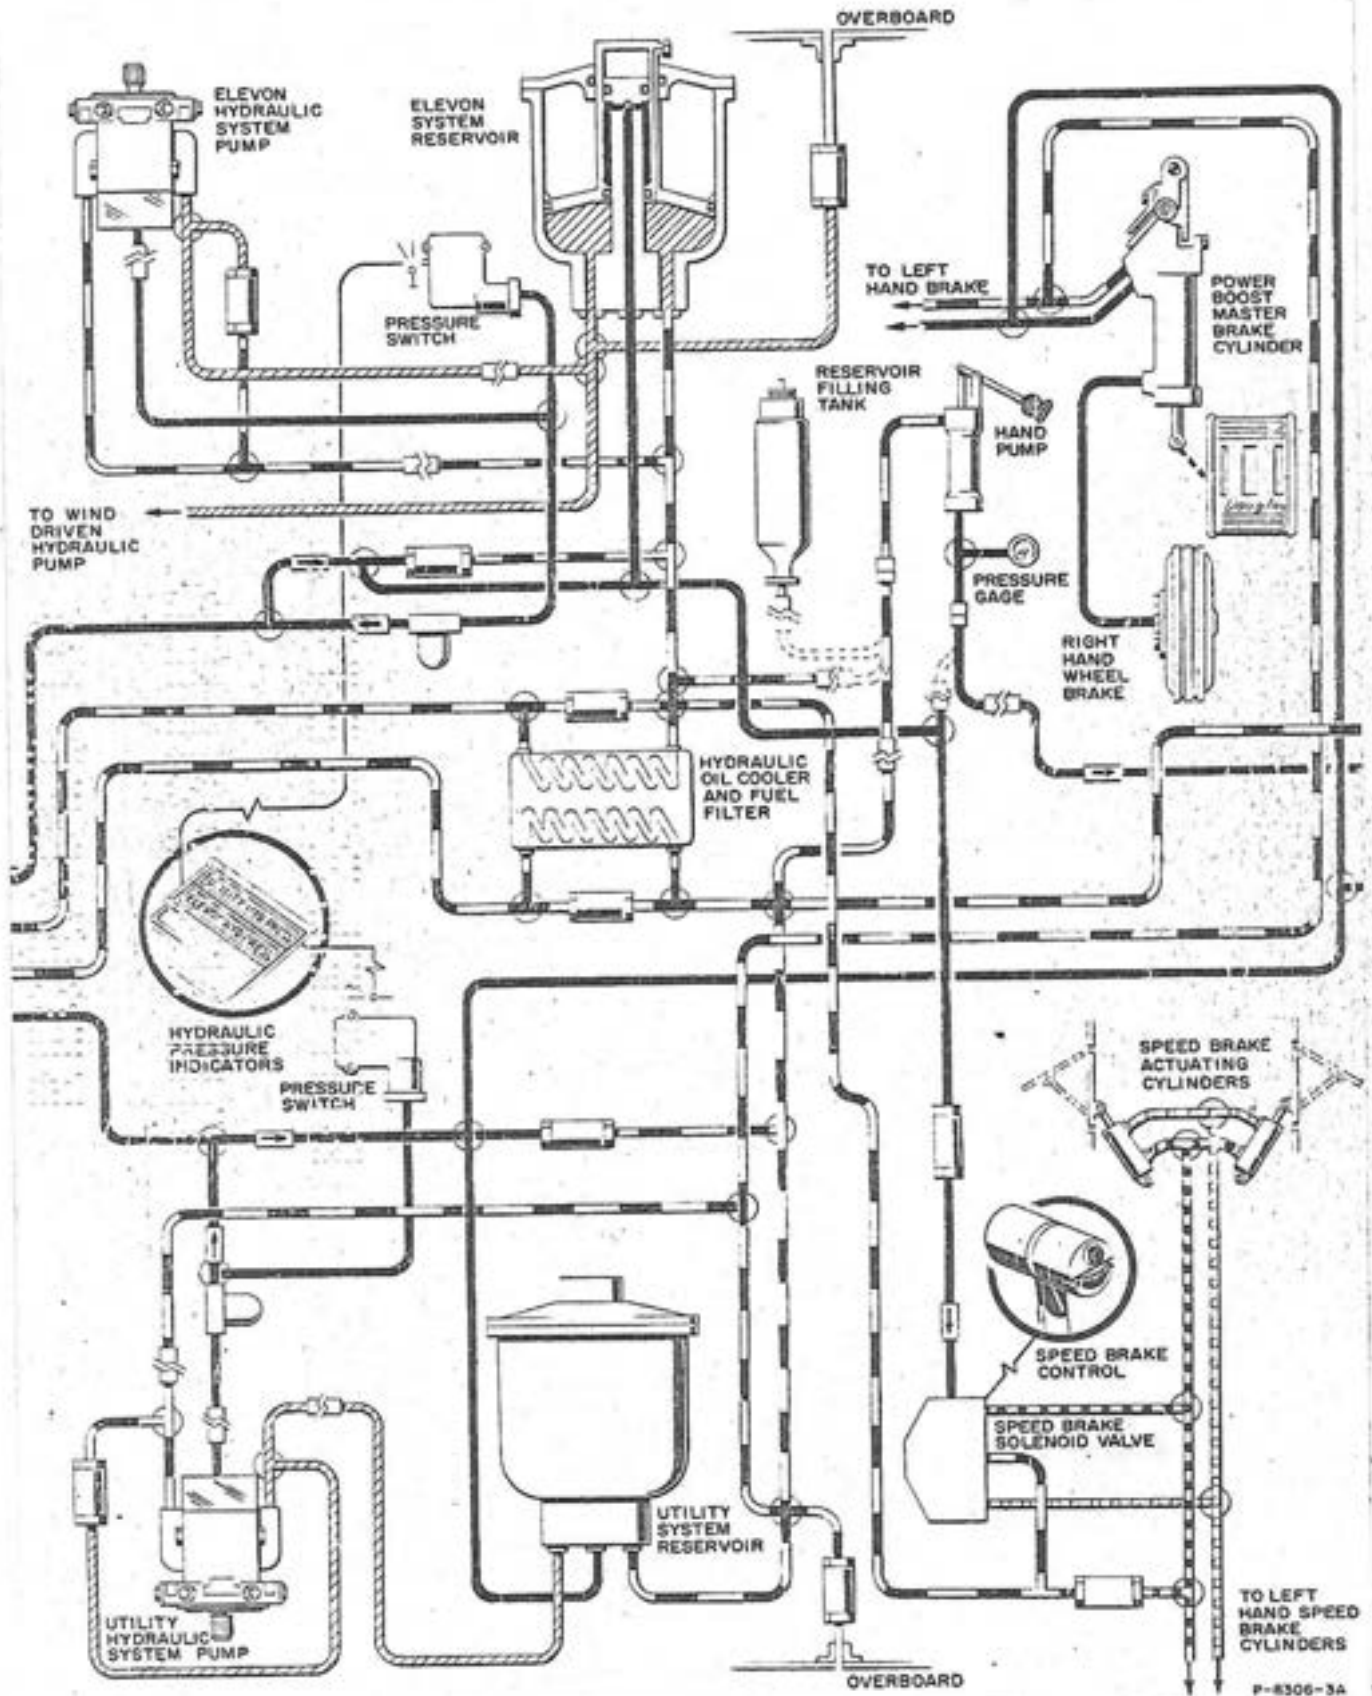 OVERBOARD
ELEVON
HYDRAULIC
SYSTEM
PUMP
ELEVON
SYSTEM
RESERVOIR
TO LEFT
HAND BRAKE
POWER
BOOST
MASTER
BRAKE
CYLINDER
PRESSURE
SWITCH
RESERVOIR
FILLING
TANK
HAND
PUMP
TO WIND
DRIVEN
HYDRAULIC
PUMP
PRESSURE
GAGE
RIGHT
HAND
WHEEL
BRAKE
HYDRAULIC
OIL COOLER
AND FUEL
FILTER
HYDRAULIC
PRESSURE
INDICATORS
PRESSURE
SWITCH
SPEED BRAKE
ACTUATING
CYLINDERS
SPEED BRAKE
CONTROL
SPEED BRAKE
SOLENOID VALVE
UTILITY
SYSTEM
RESERVOIR
UTILITY
HYDRAULIC
SYSTEM PUMP
TO LEFT
HAND SPEED
BRAKE
CYLINDERS
OVERBOARD
P-8306-3A